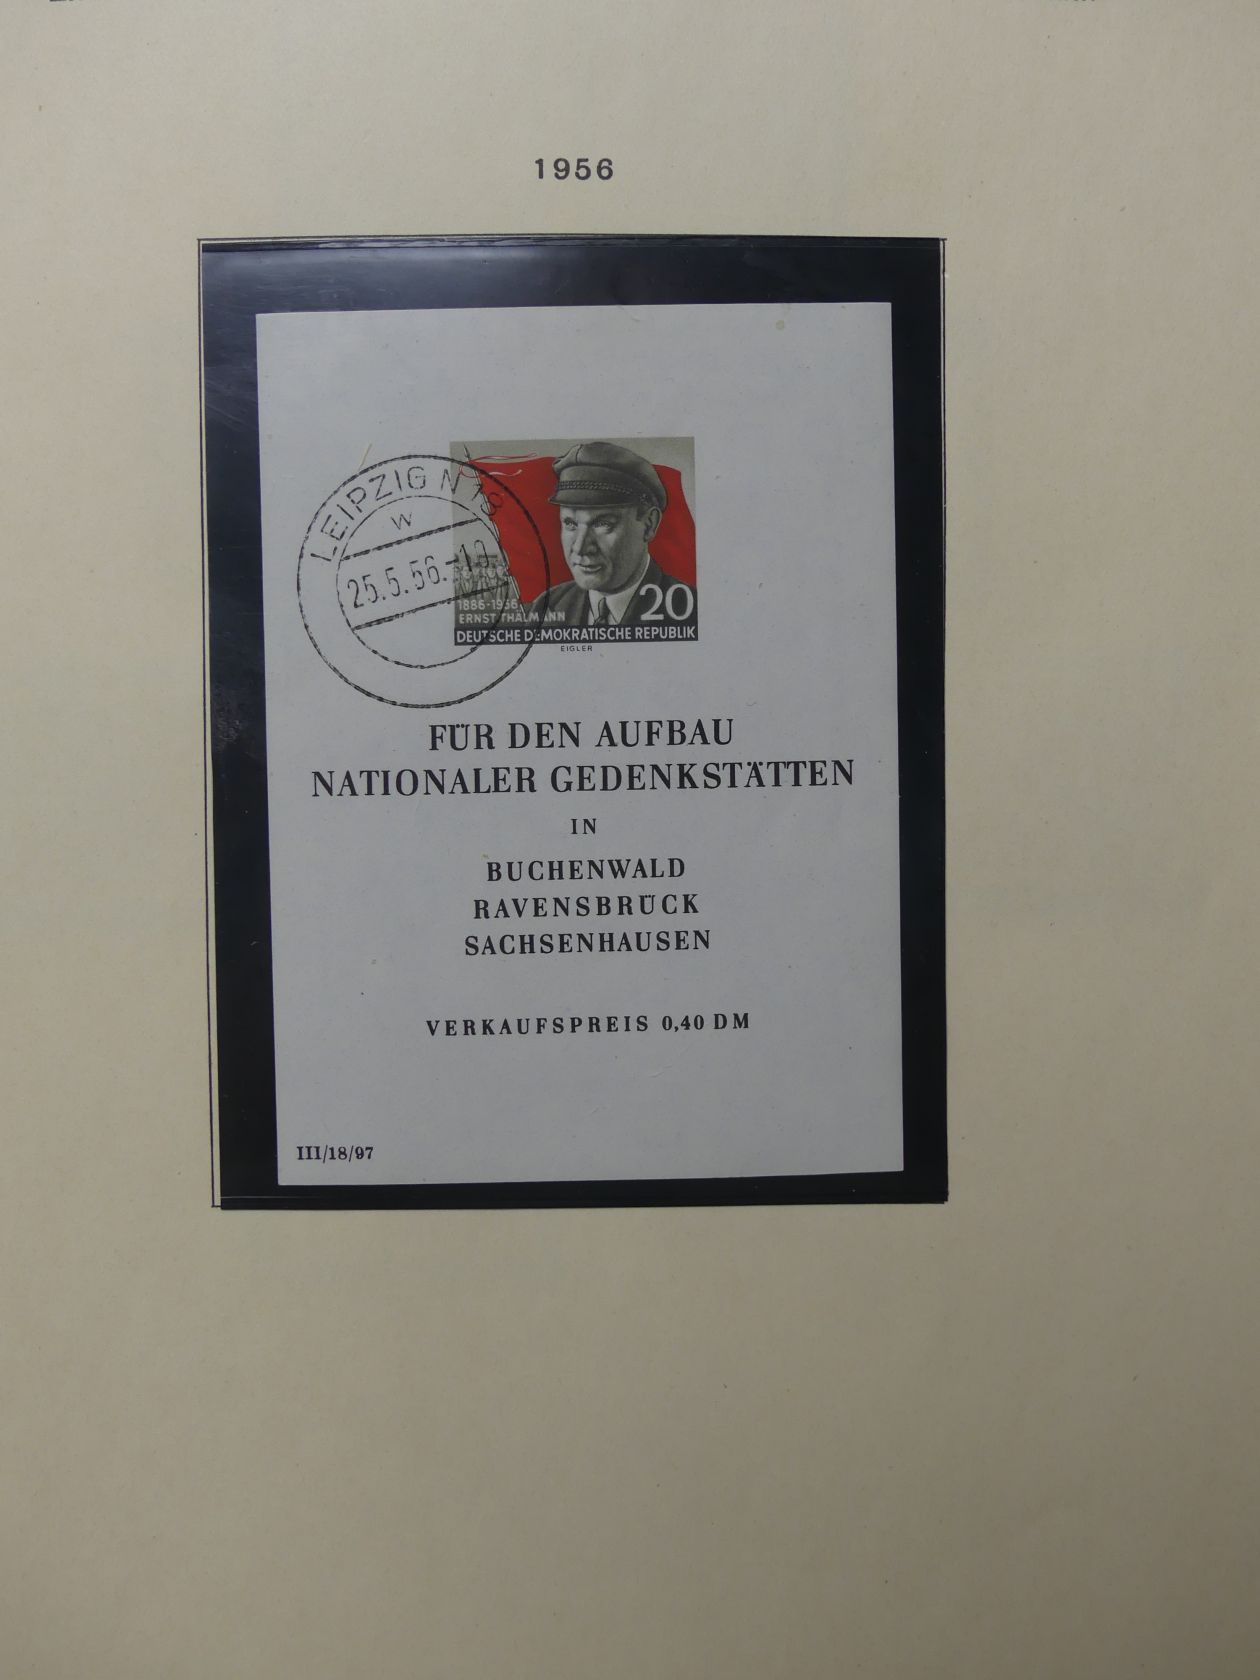 1956
LEIPZIG N 18
w
25.5.56.
1886-1956
ERNST THÄLMANN
20
DEUTSCHE DEMOKRATISCHE REPUBLIK
EIGLER
FÜR DEN AUFBAU
NATIONALER GEDENKSTÄTTEN
IN
BUCHENWALD
RAVENSBRÜCK
SACHSENHAUSEN
VERKAUFSPREIS 0,40 DM
III/18/97